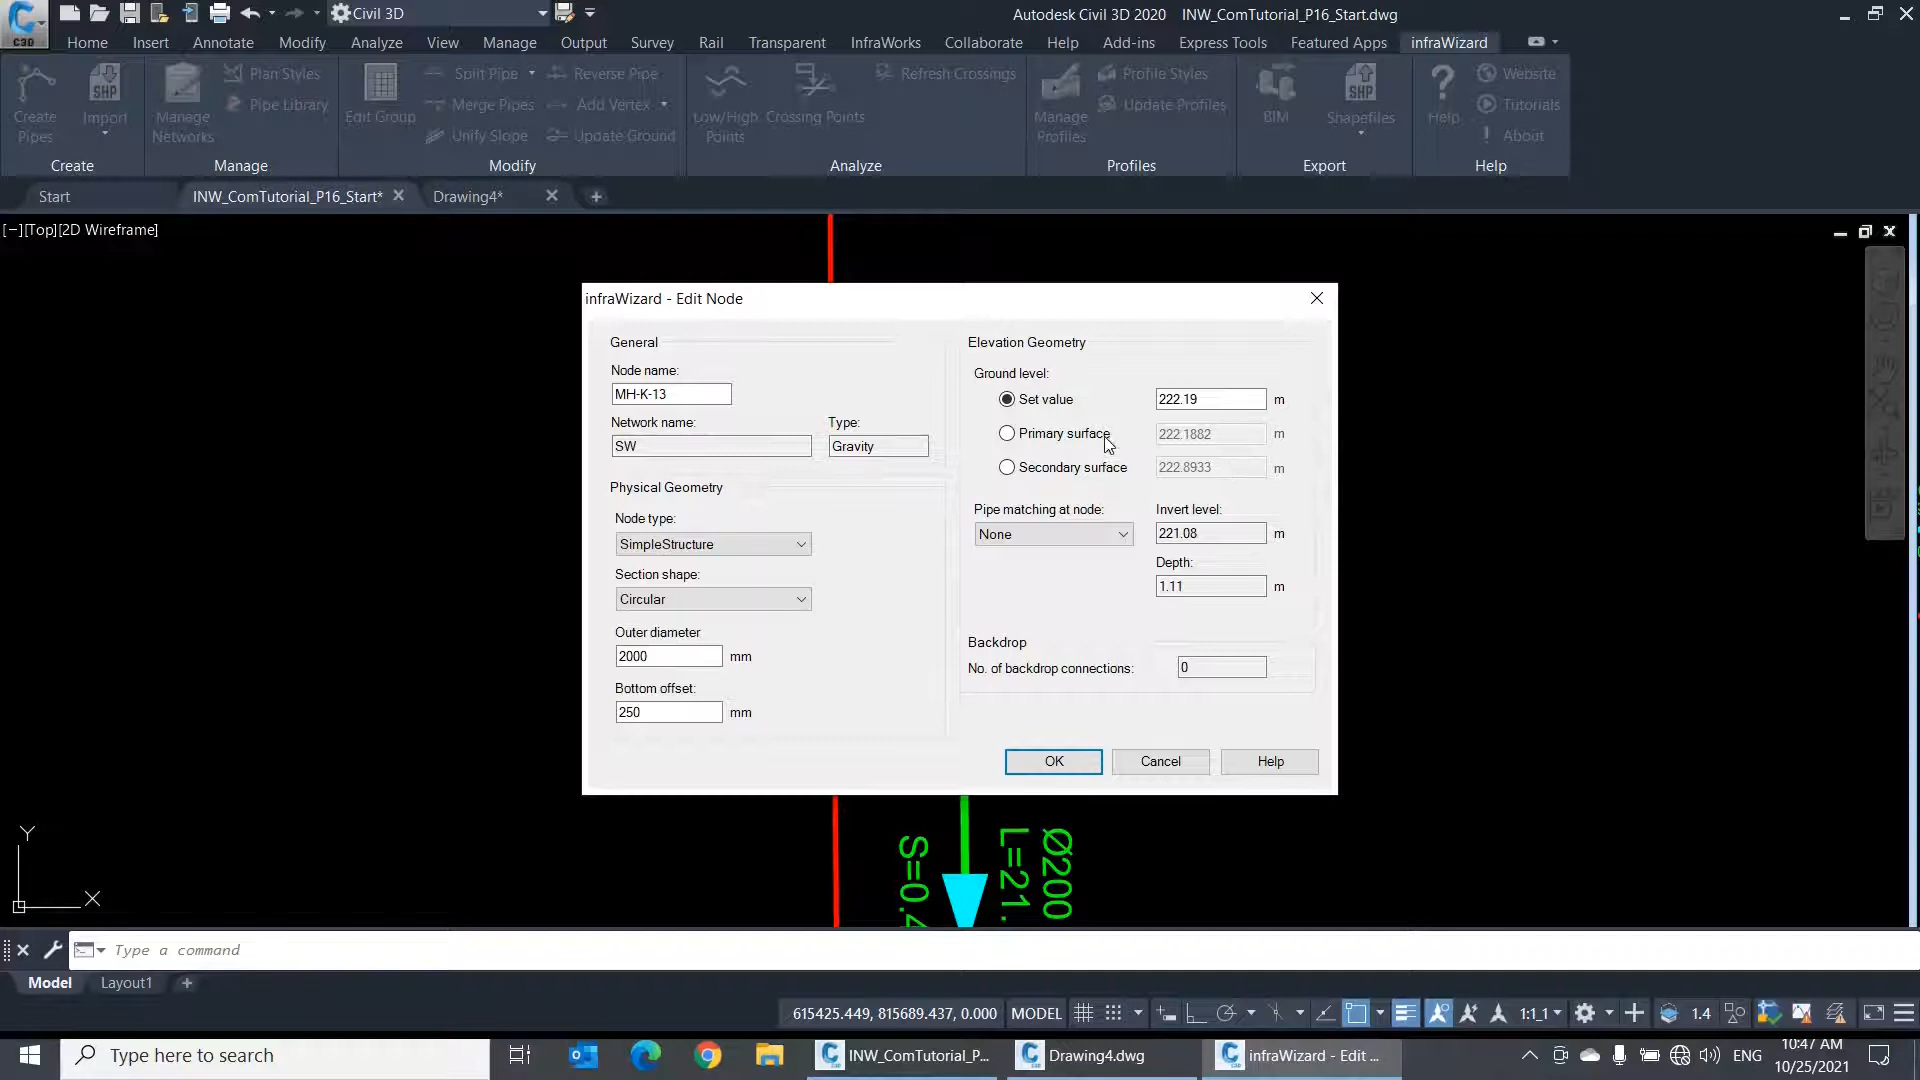 Civil 3D
Autodesk Civil 3D 2020 INW_ComTutorial_P16_Start.dwg
C3D
Home Insert Annotate Modify Analyze View Manage Output Survey Rail Transparent InfraWorks Collaborate Help Add-ins Express Tools Featured Apps infraWizard
Create Pipes
SHP
Import
Create
Manage Networks
Plan Styles
Pipe Library
Manage
Edit Group
Split Pipe
Merge Pipes
Unify Slope
Reverse Pipe
Add Vertex
Update Ground
Modify
Low/High Points
Crossing Points
Refresh Crossings
Analyze
Manage Profiles
Profile Styles
Update Profiles
Profiles
BIM
SHP
Shapefiles
Export
Help
Website
Tutorials
About
Help
Start INW_ComTutorial_P16_Start* Drawing4*
[−][Top][2D Wireframe]
infraWizard - Edit Node
General
Node name:
MH-K-13
Network name:
SW
Type:
Gravity
Physical Geometry
Node type:
SimpleStructure
Section shape:
Circular
Outer diameter
2000 mm
Bottom offset:
250 mm
Elevation Geometry
Ground level:
Set value 222.19 m
Primary surface 222.1882 m
Secondary surface 222.8933 m
Pipe matching at node:
None
Invert level:
221.08 m
Depth:
1.11 m
Backdrop
No. of backdrop connections: 0
OK Cancel Help
S=0.4
L=21.
Ø200
Y
X
Type a command
Model Layout1
615425.449, 815689.437, 0.000 MODEL 1:1_1 1.4
Type here to search
INW_ComTutorial_P...
Drawing4.dwg
infraWizard - Edit ...
ENG
10:47 AM
10/25/2021